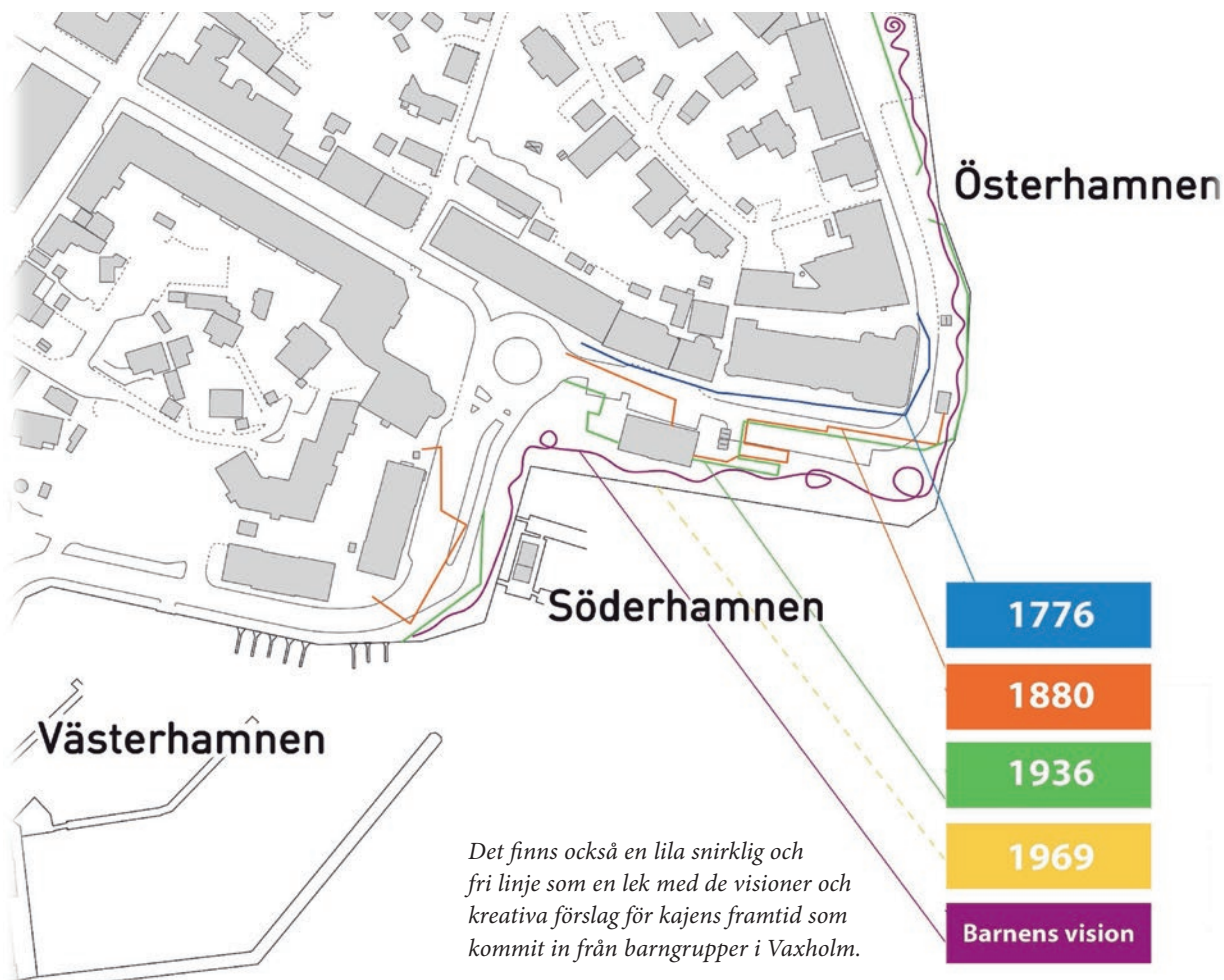 Österhamnen
Söderhamnen
Västerhamnen
1776
1880
1936
1969
Barnens vision
Det finns också en lila snirklig och
fri linje som en lek med de visioner och
kreativa förslag för kajens framtid som
kommit in från barngrupper i Vaxholm.